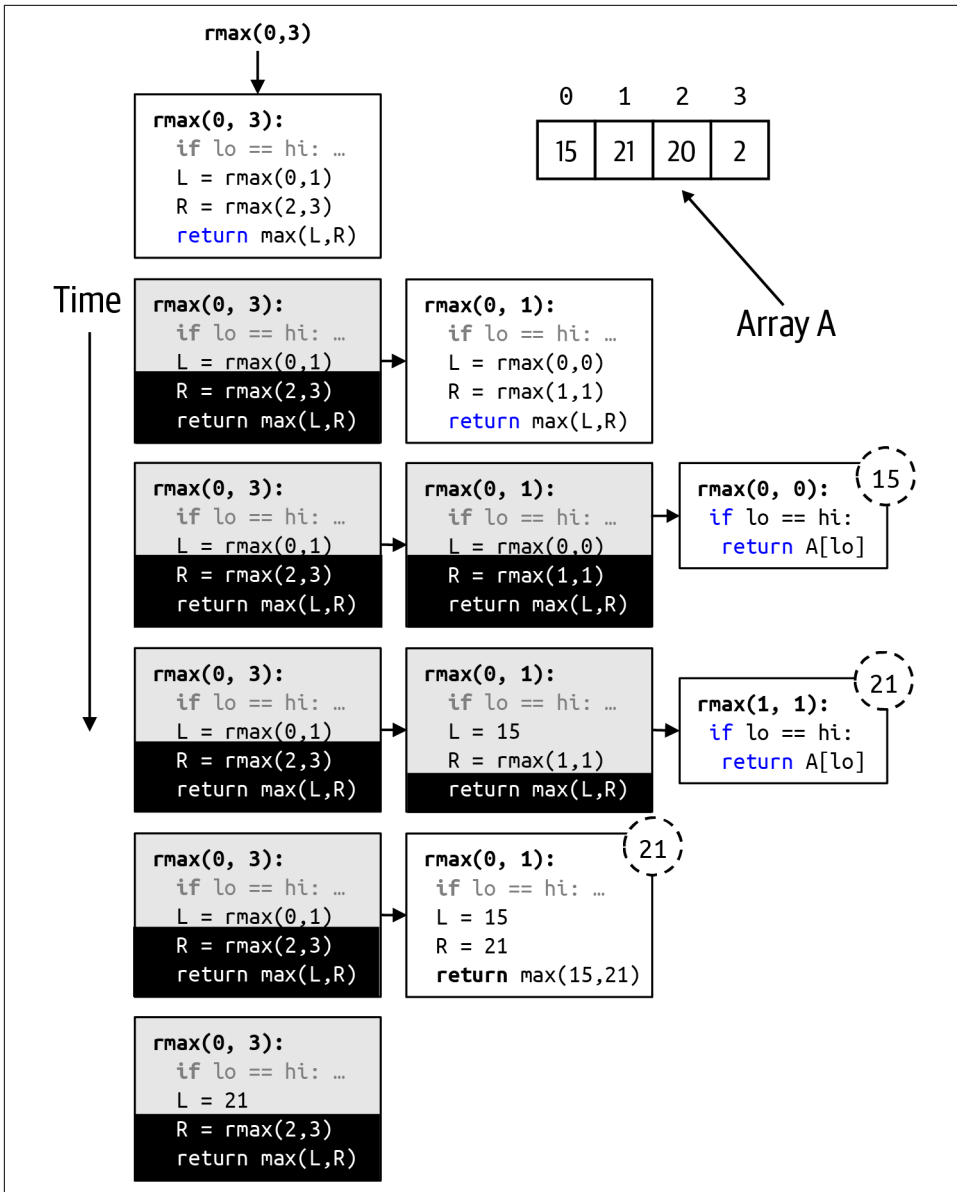 rmax(0,3)
rmax(0, 3):
if lo == hi: …
L = rmax(0,1)
R = rmax(2,3)
return max(L,R)
0 1 2 3
15 21 20 2
Array A
Time
rmax(0, 3):
if lo == hi: …
L = rmax(0,1)
R = rmax(2,3)
return max(L,R)
rmax(0, 1):
if lo == hi: …
L = rmax(0,0)
R = rmax(1,1)
return max(L,R)
rmax(0, 3):
if lo == hi: …
L = rmax(0,1)
R = rmax(2,3)
return max(L,R)
rmax(0, 1):
if lo == hi: …
L = rmax(0,0)
R = rmax(1,1)
return max(L,R)
15
rmax(0, 0):
if lo == hi:
return A[lo]
rmax(0, 3):
if lo == hi: …
L = rmax(0,1)
R = rmax(2,3)
return max(L,R)
rmax(0, 1):
if lo == hi: …
L = 15
R = rmax(1,1)
return max(L,R)
21
rmax(1, 1):
if lo == hi:
return A[lo]
rmax(0, 3):
if lo == hi: …
L = rmax(0,1)
R = rmax(2,3)
return max(L,R)
21
rmax(0, 1):
if lo == hi: …
L = 15
R = 21
return max(15,21)
rmax(0, 3):
if lo == hi: …
L = 21
R = rmax(2,3)
return max(L,R)